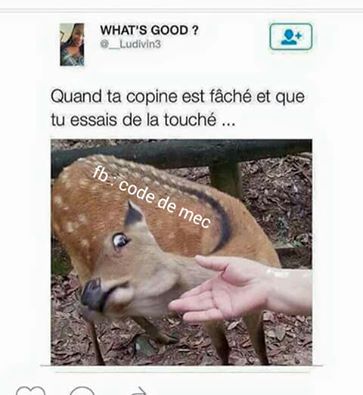 WHAT'S GOOD ?
@__Ludivin3
Quand ta copine est fâché et que
tu essais de la touché ...
fb : code de mec